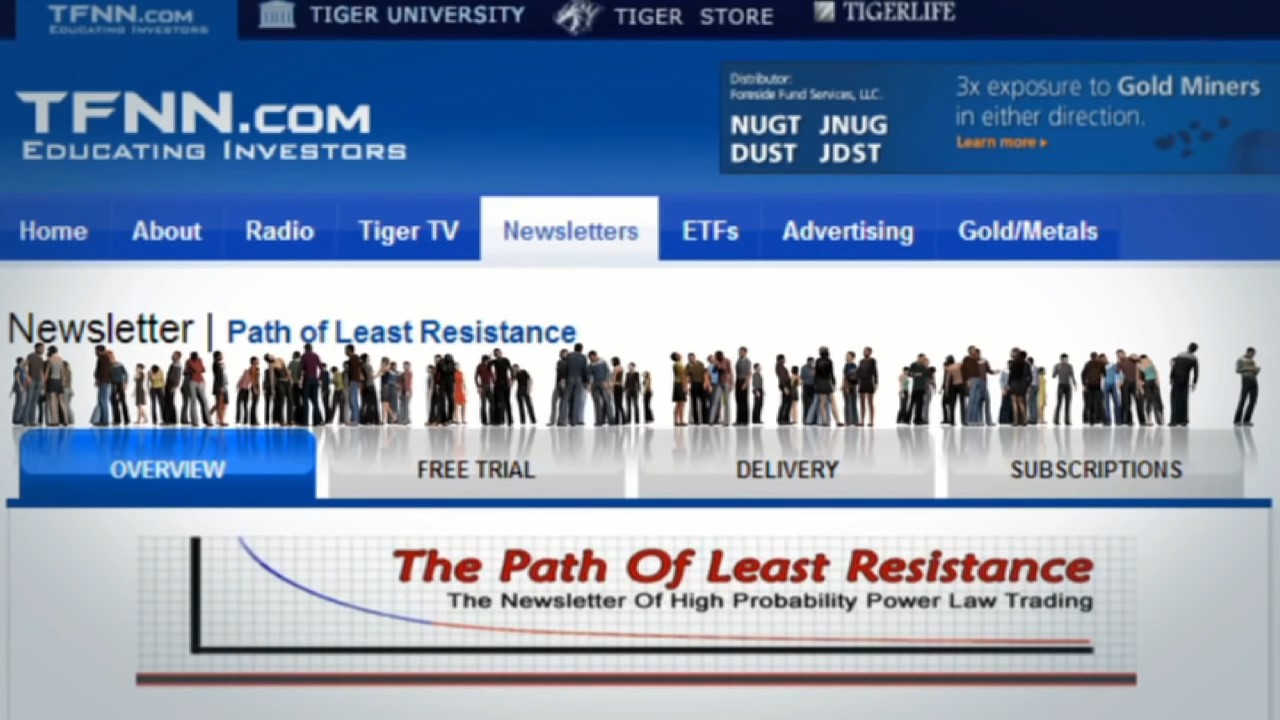 TFNN.COM
EDUCATING INVESTORS
TIGER UNIVERSITY
TIGER STORE
TIGERLIFE
TFNN.COM
EDUCATING INVESTORS
Distributor:
Foreside Fund Services, LLC.
NUGT JNUG
DUST JDST
3x exposure to Gold Miners
in either direction.
Learn more
Home About Radio Tiger TV Newsletters ETFs Advertising Gold/Metals
Newsletter | Path of Least Resistance
OVERVIEW FREE TRIAL DELIVERY SUBSCRIPTIONS
The Path Of Least Resistance
The Newsletter Of High Probability Power Law Trading